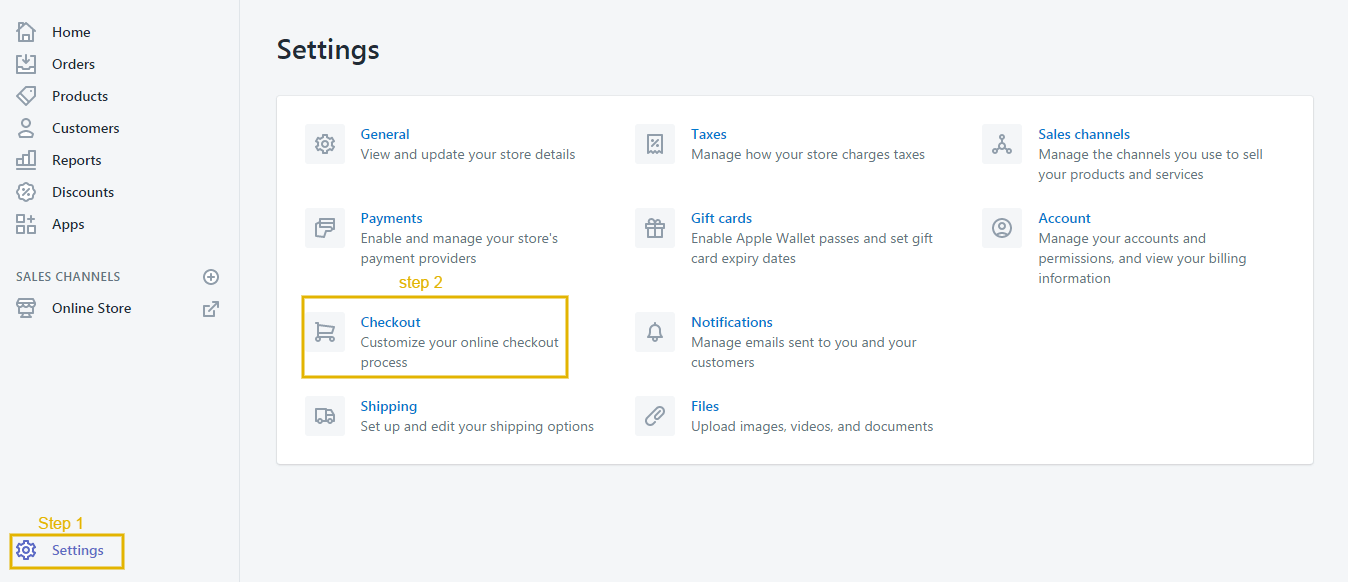 Home
Orders
Products
Customers
Reports
Discounts
Apps
SALES CHANNELS
Online Store
Step 1
Settings
Settings
General
View and update your store details
Taxes
Manage how your store charges taxes
Sales channels
Manage the channels you use to sell
your products and services
Payments
Enable and manage your store's
payment providers
Gift cards
Enable Apple Wallet passes and set gift
card expiry dates
Account
Manage your accounts and
permissions, and view your billing
information
step 2
Checkout
Customize your online checkout
process
Notifications
Manage emails sent to you and your
customers
Shipping
Set up and edit your shipping options
Files
Upload images, videos, and documents